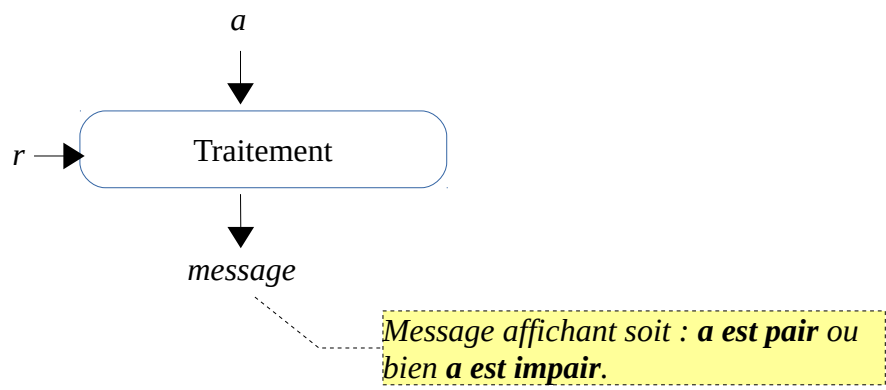 a
r
Traitement
message
Message affichant soit : a est pair ou
bien a est impair.